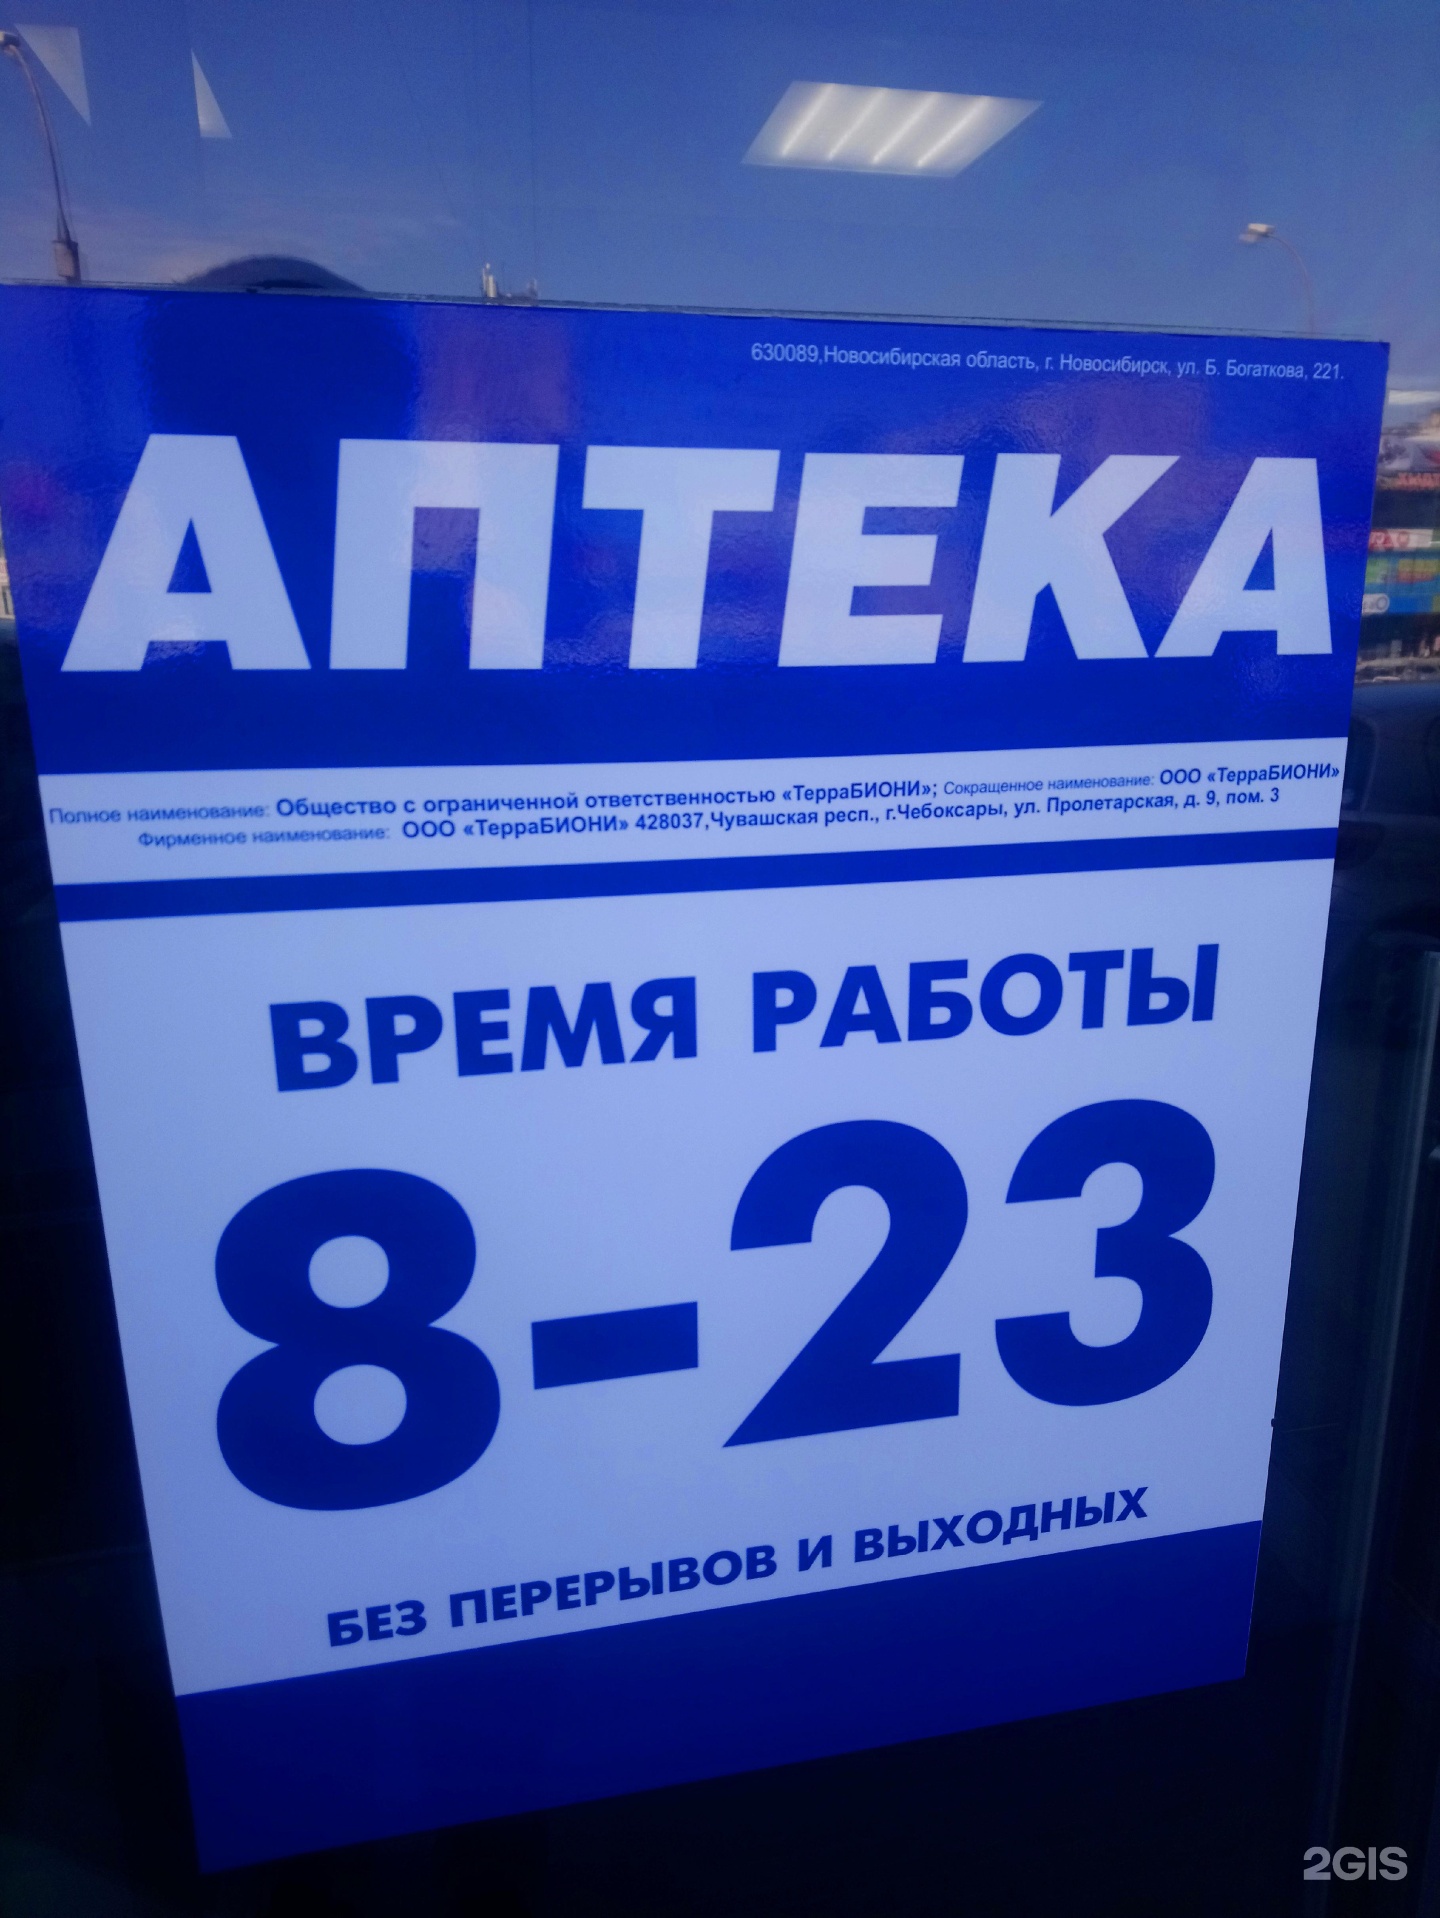 630089,Новосибирская область, г. Новосибирск, ул. Б. Богаткова, 221.
АПТЕКА
Полное наименование: Общество с ограниченной ответственностью «ТерраБИОНИ»; Сокращенное наименование: ООО «ТерраБИОНИ»
Фирменное наименование: ООО «ТерраБИОНИ» 428037,Чувашская респ., г.Чебоксары, ул. Пролетарская, д. 9, пом. 3
ВРЕМЯ РАБОТЫ
8-23
БЕЗ ПЕРЕРЫВОВ И ВЫХОДНЫХ
2GIS